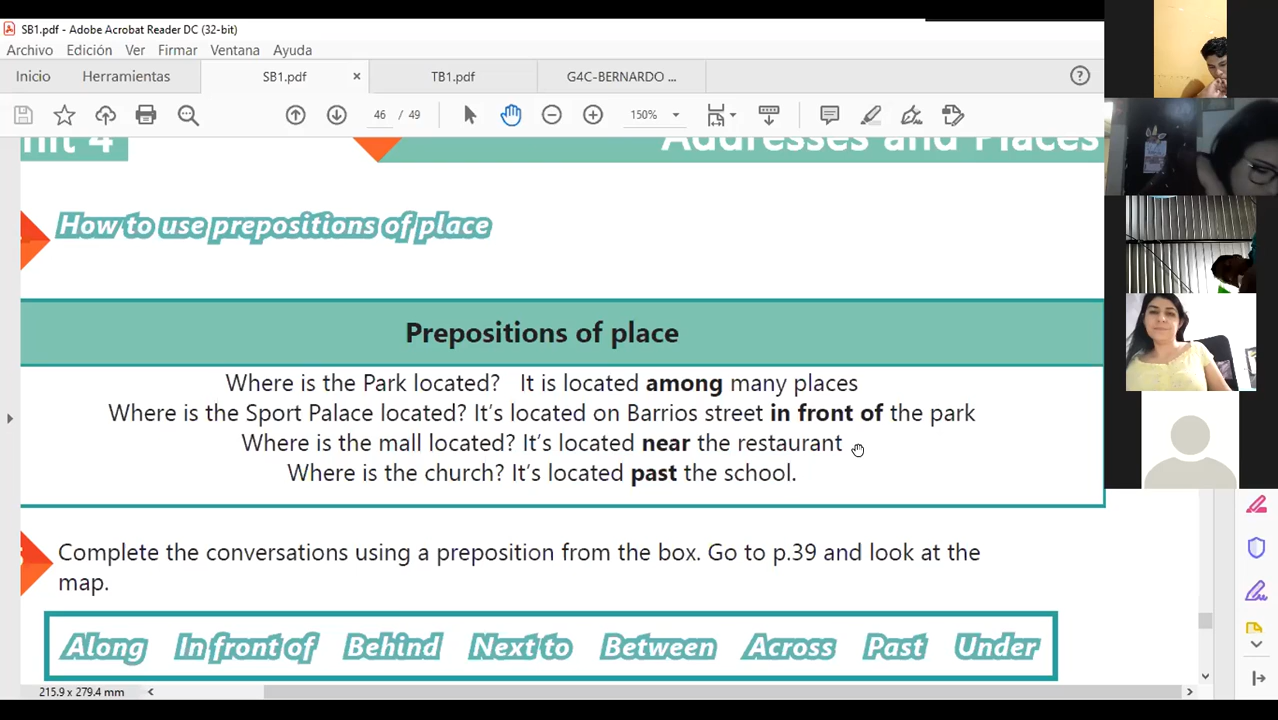 SB1.pdf - Adobe Acrobat Reader DC (32-bit)
Archivo Edición Ver Firmar Ventana Ayuda
Inicio Herramientas SB1.pdf × TB1.pdf G4C-BERNARDO ...
46 / 49 150%
nit 4 Addresses and Places
How to use prepositions of place
Prepositions of place
Where is the Park located? It is located among many places
Where is the Sport Palace located? It's located on Barrios street in front of the park
Where is the mall located? It's located near the restaurant
Where is the church? It's located past the school.
Complete the conversations using a preposition from the box. Go to p.39 and look at the
map.
Along In front of Behind Next to Between Across Past Under
215.9 x 279.4 mm